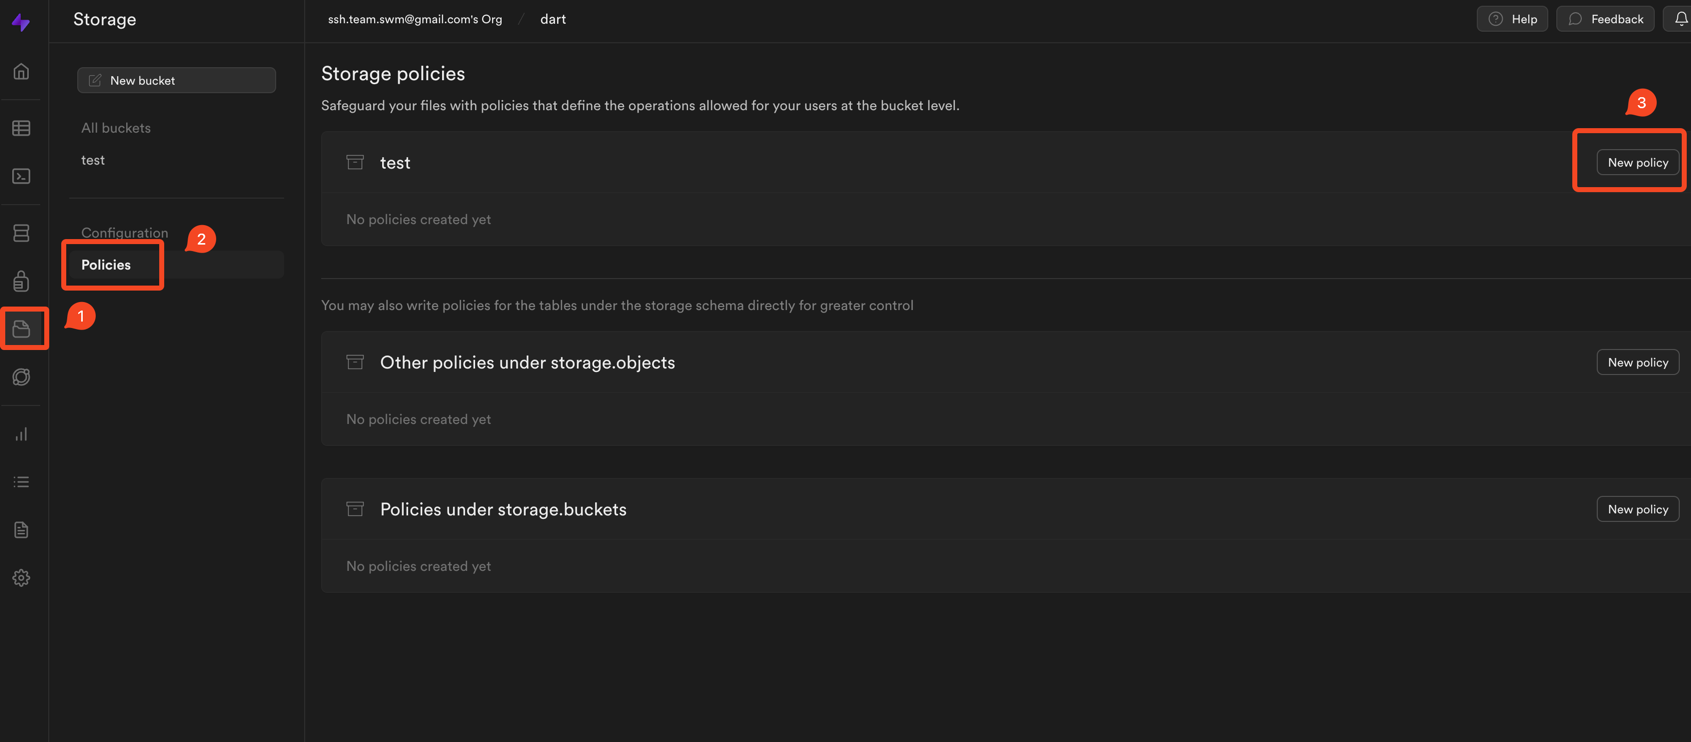 Storage
ssh.team.swm@gmail.com's Org / dart
Help
Feedback
New bucket
All buckets
test
Configuration
Policies
1
2
3
Storage policies
Safeguard your files with policies that define the operations allowed for your users at the bucket level.
test
New policy
No policies created yet
You may also write policies for the tables under the storage schema directly for greater control
Other policies under storage.objects
New policy
No policies created yet
Policies under storage.buckets
New policy
No policies created yet